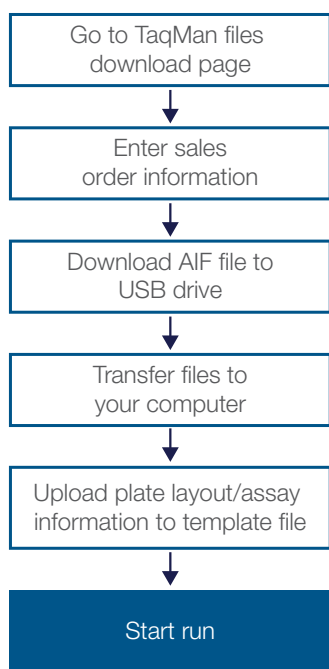 Go to TaqMan files
download page
Enter sales
order information
Download AIF file to
USB drive
Transfer files to
your computer
Upload plate layout/assay
information to template file
Start run